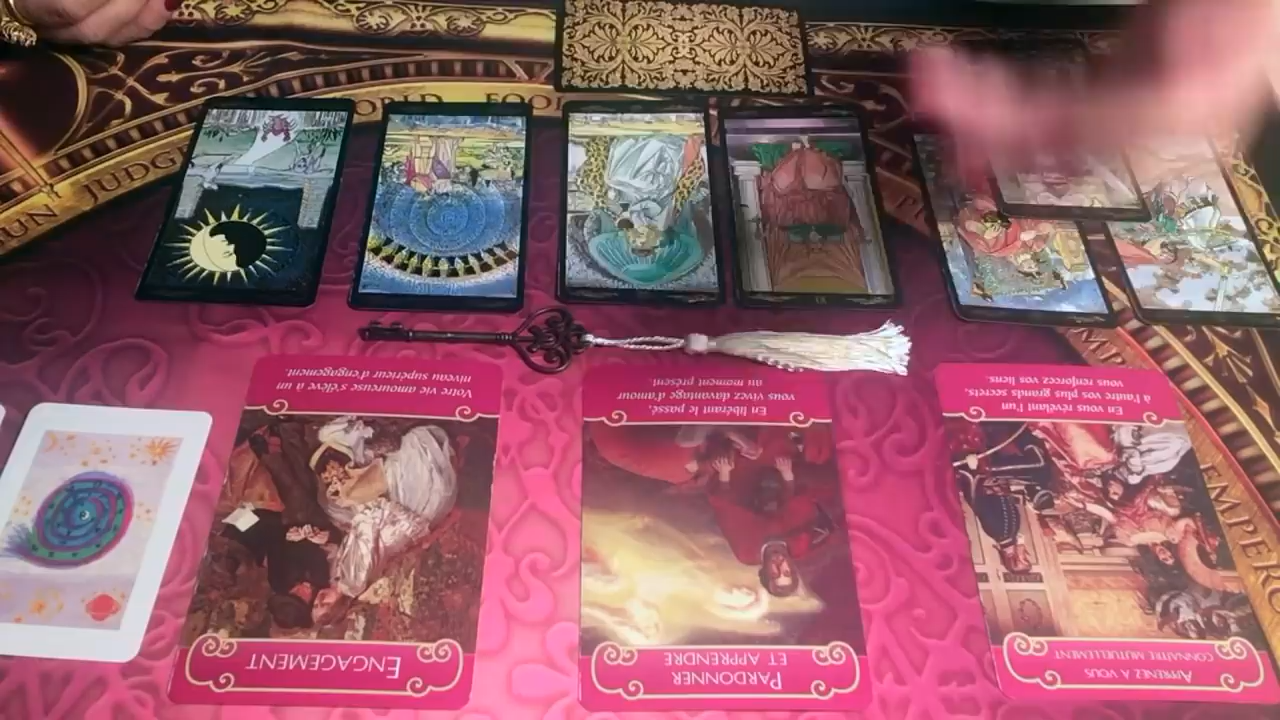 WORLD
FOOL
JUDGE
SUN
EMPE
EMPERO
Votre vie amoureuse s'élève à un
niveau supérieur d'engagement.
ENGAGEMENT
En libérant le passé,
vous vivez davantage d'amour
au moment présent.
PARDONNER
ET APPRENDRE
En vous révélant l'un
à l'autre vos plus grands secrets,
vous renforcez vos liens.
APPRENEZ À VOUS
CONNAÎTRE MUTUELLEMENT